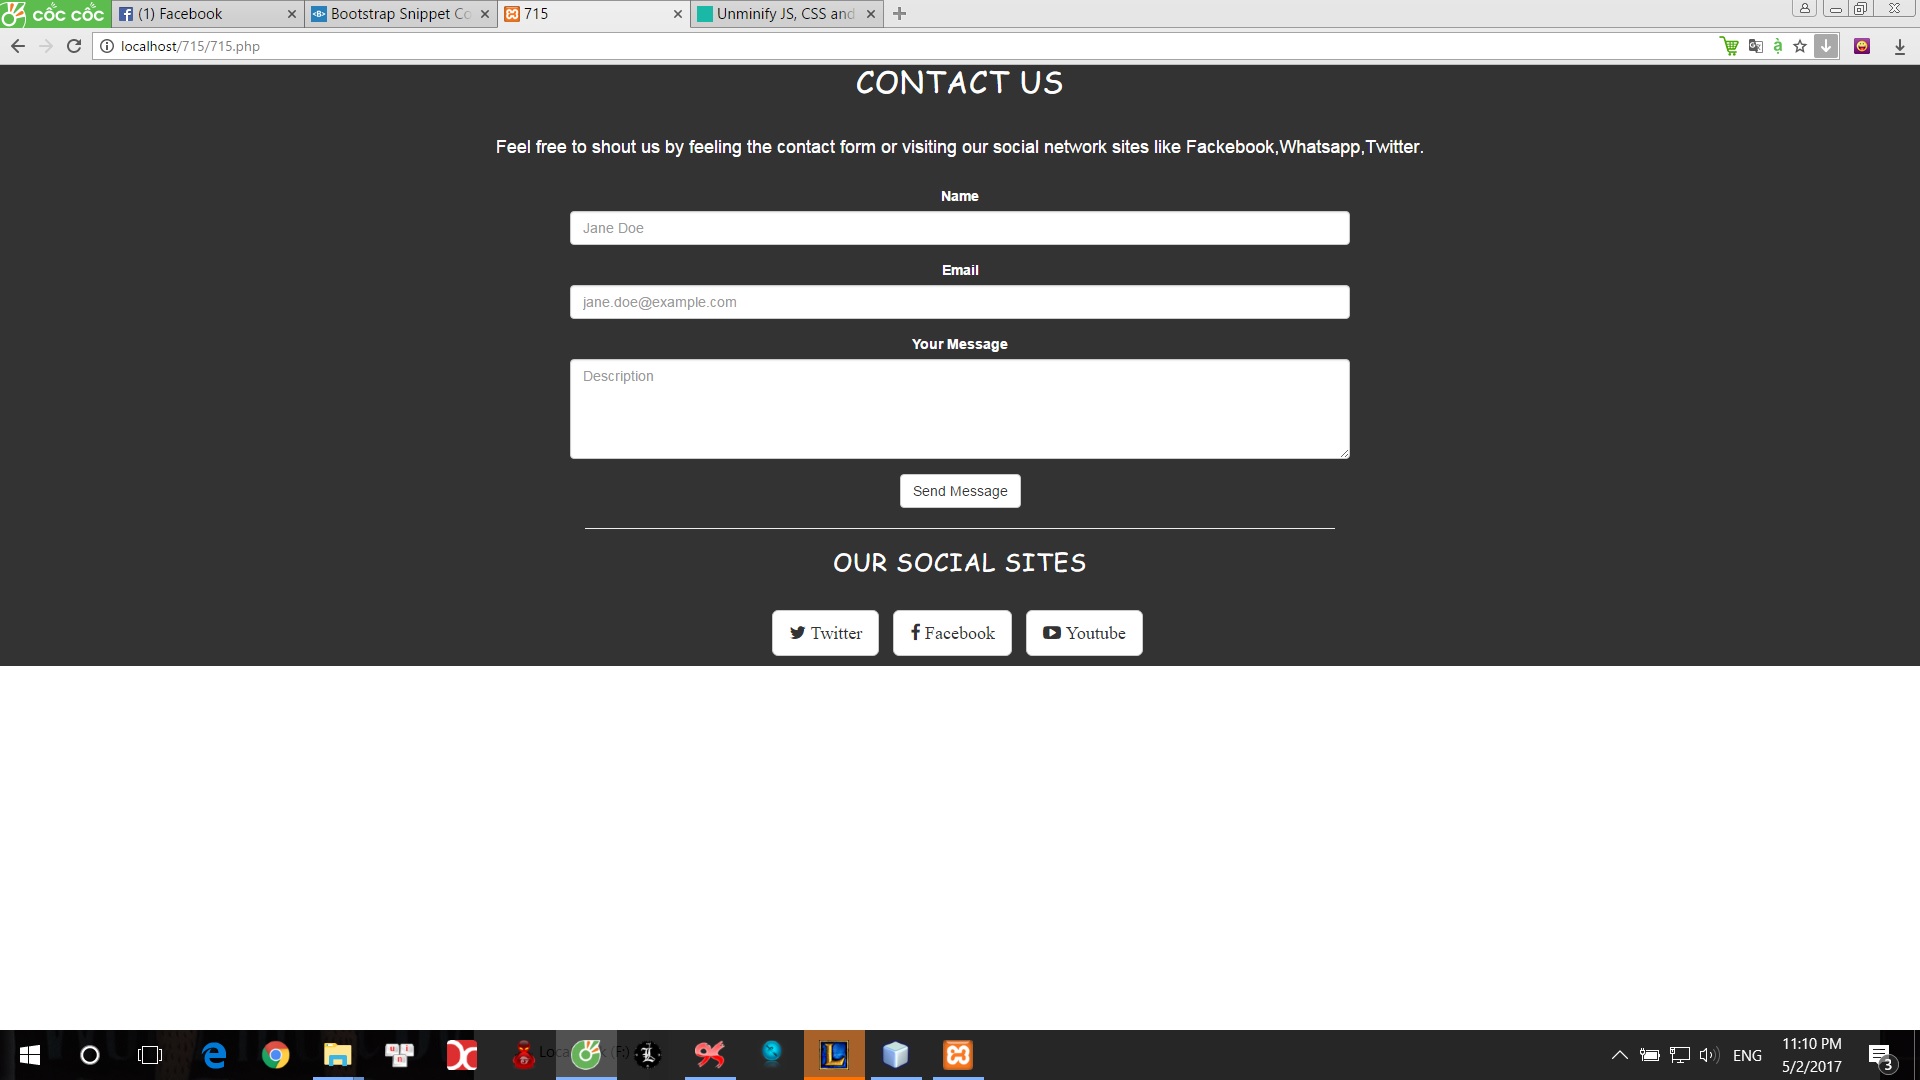 cốc cốc
(1) Facebook
Bootstrap Snippet Co
715
Unminify JS, CSS and
localhost/715/715.php
CONTACT US
Feel free to shout us by feeling the contact form or visiting our social network sites like Fackebook,Whatsapp,Twitter.
Name
Jane Doe
Email
jane.doe@example.com
Your Message
Description
Send Message
OUR SOCIAL SITES
Twitter
Facebook
Youtube
ENG
11:10 PM
5/2/2017
3